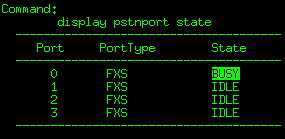 Command:
display pstnport state
Port PortType State
0 FXS BUSY
1 FXS IDLE
2 FXS IDLE
3 FXS IDLE